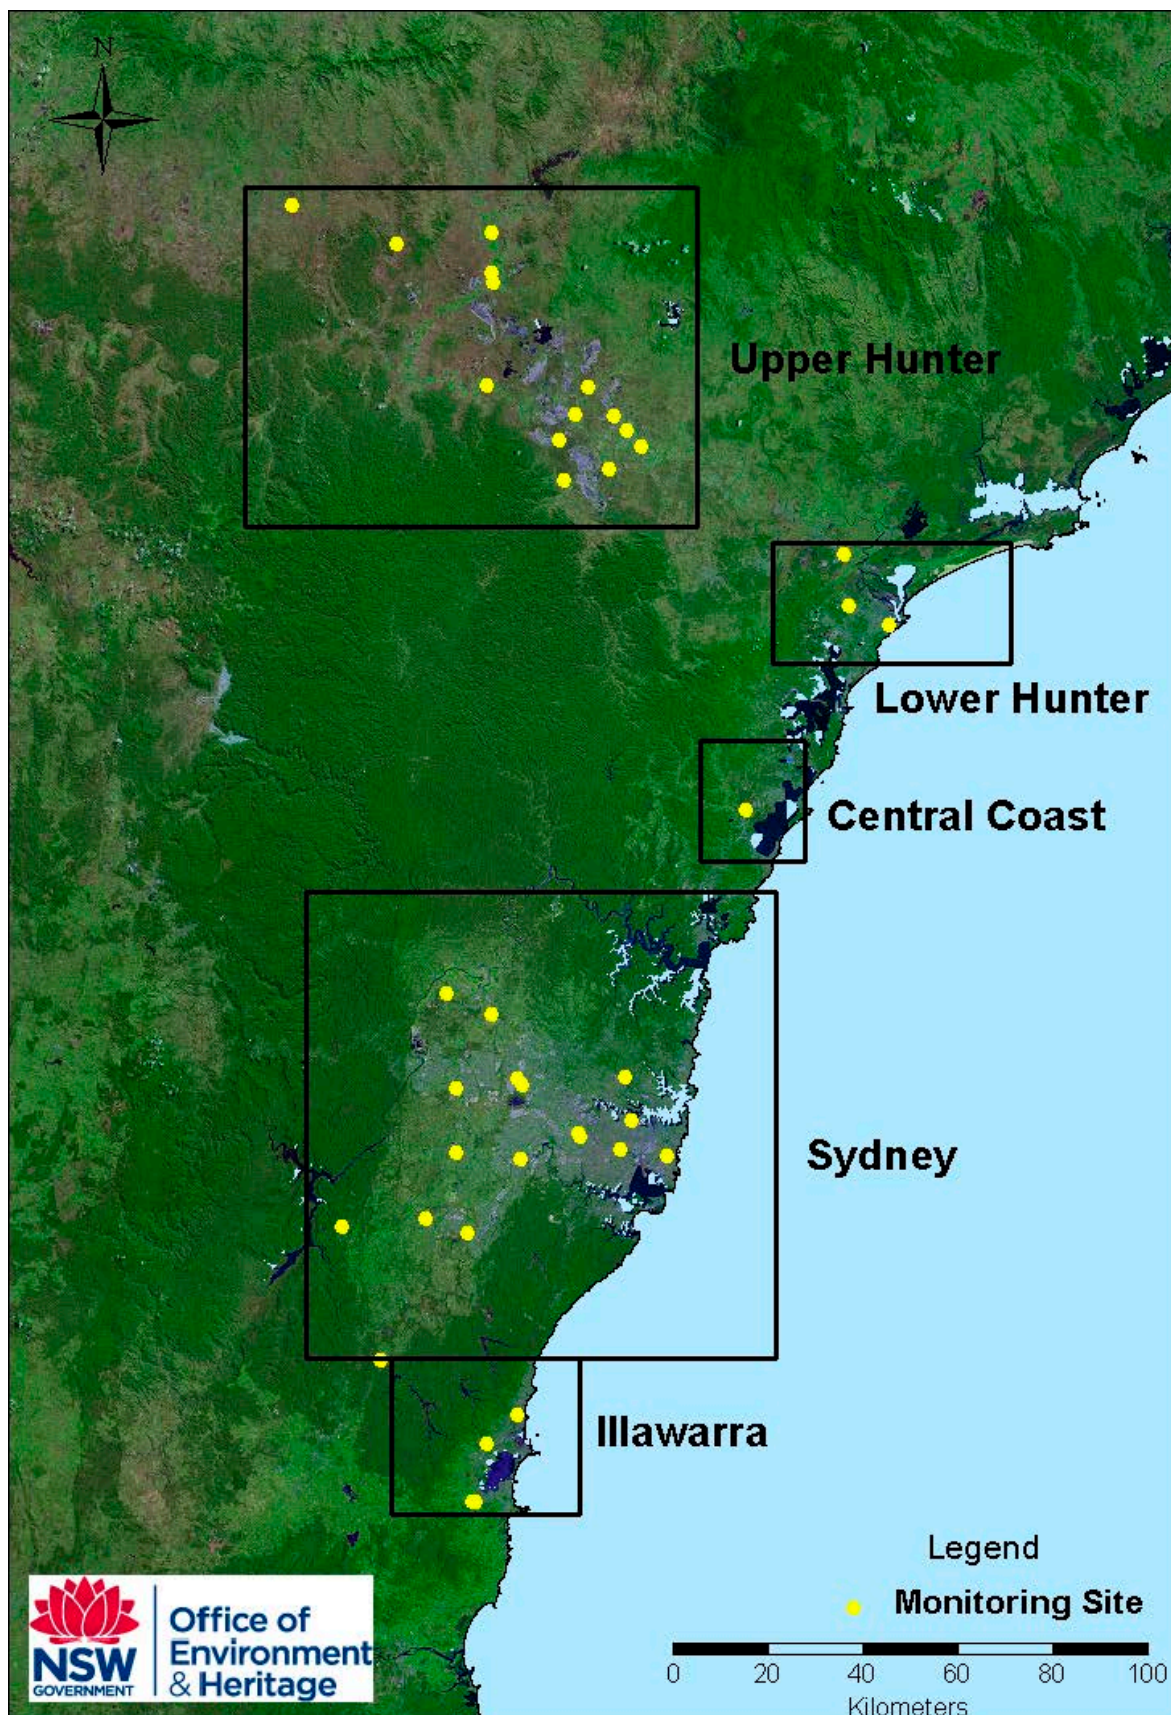 N
Upper Hunter
Lower Hunter
Central Coast
Sydney
Illawarra
Legend
Monitoring Site
0 20 40 60 80 100
Kilometers
NSW
GOVERNMENT
Office of
Environment
& Heritage